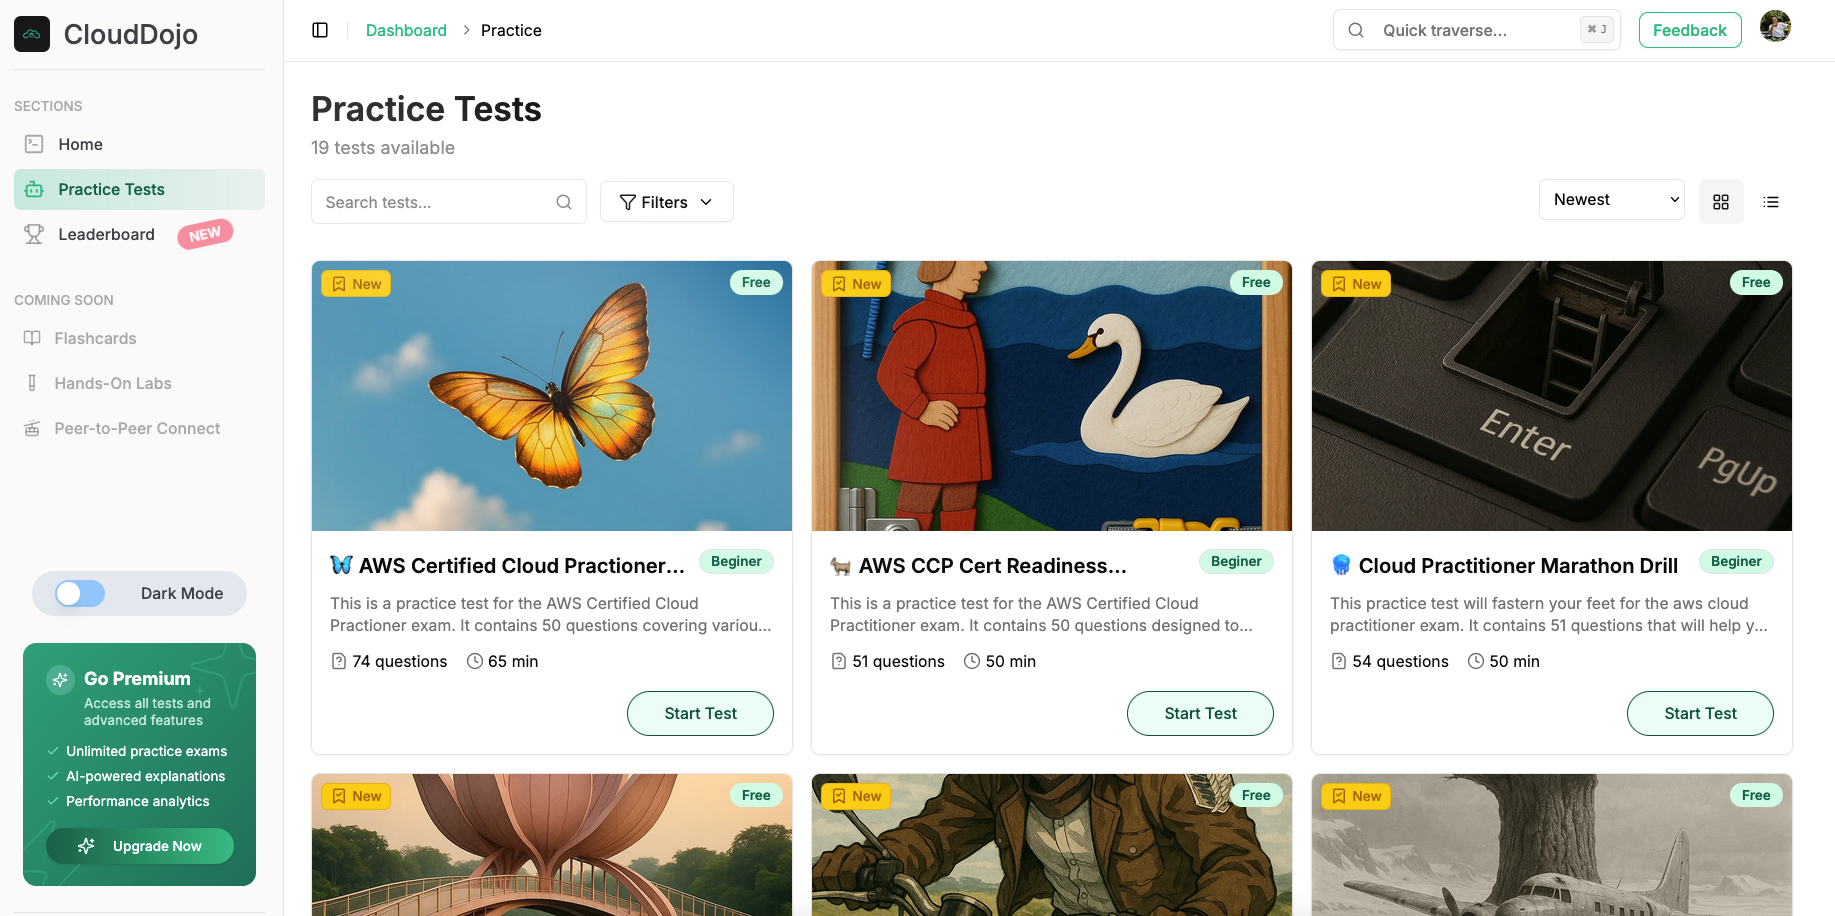 CloudDojo
Dashboard > Practice
Quick traverse...
⌘ J
Feedback
SECTIONS
Home
Practice Tests
Leaderboard
NEW
COMING SOON
Flashcards
Hands-On Labs
Peer-to-Peer Connect
Dark Mode
Go Premium
Access all tests and
advanced features
Unlimited practice exams
AI-powered explanations
Performance analytics
Upgrade Now
Practice Tests
19 tests available
Search tests...
Filters
Newest
New
Free
AWS Certified Cloud Practioner...
Beginer
This is a practice test for the AWS Certified Cloud
Practioner exam. It contains 50 questions covering variou...
74 questions
65 min
Start Test
New
Free
AWS CCP Cert Readiness...
Beginer
This is a practice test for the AWS Certified Cloud
Practitioner exam. It contains 50 questions designed to...
51 questions
50 min
Start Test
New
Free
Enter
PgUp
Cloud Practitioner Marathon Drill
Beginer
This practice test will fastern your feet for the aws cloud
practitioner exam. It contains 51 questions that will help y...
54 questions
50 min
Start Test
New
Free
New
Free
New
Free